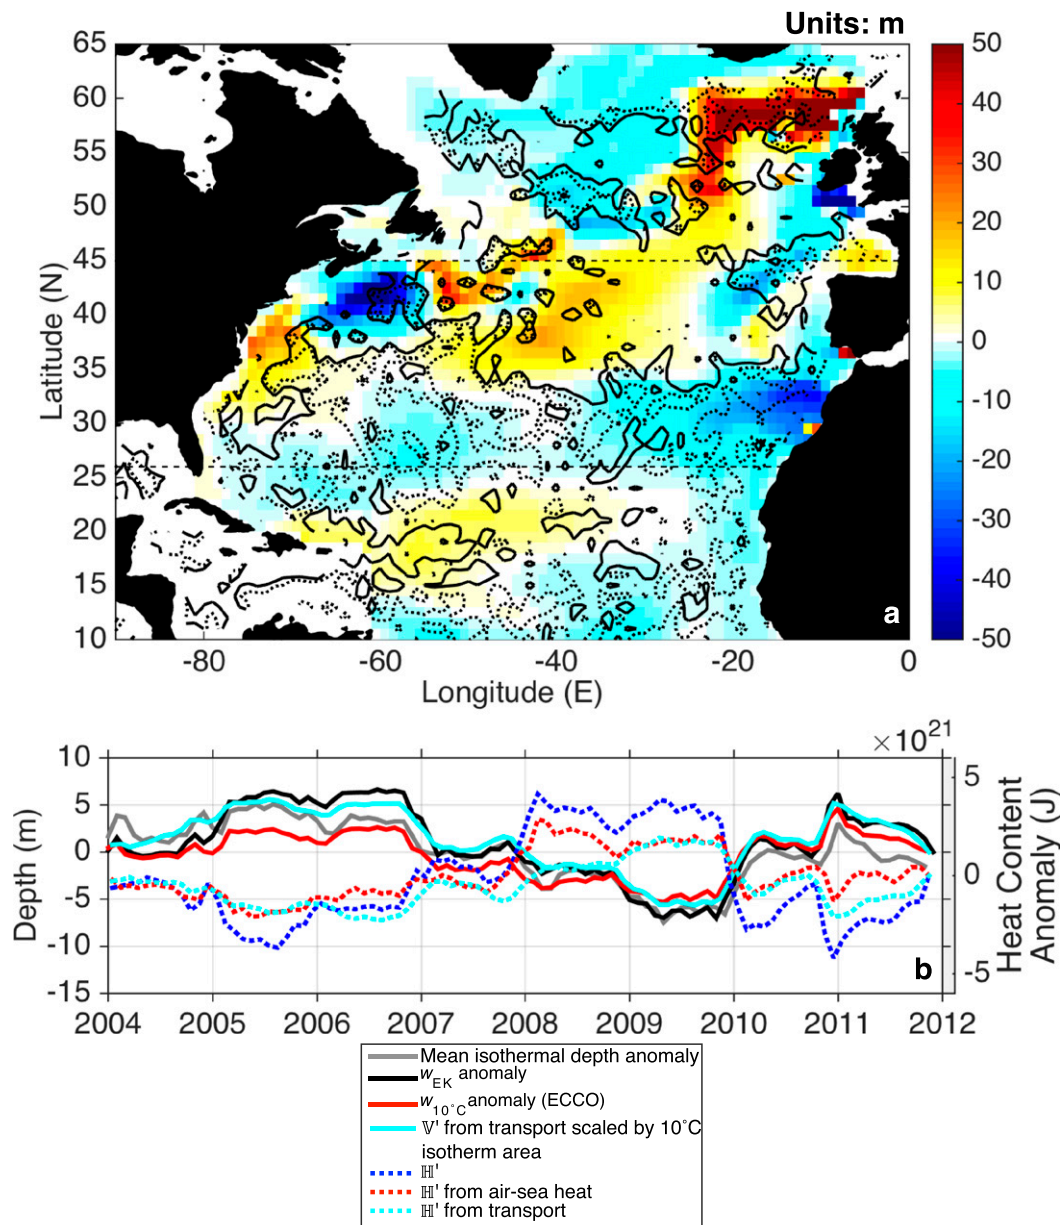 Units: m
65
60
55
50
45
40
35
30
25
20
15
10
Latitude (N)
-80
-60
-40
-20
0
Longitude (E)
a
50
40
30
20
10
0
-10
-20
-30
-40
-50
×10²¹
10
5
0
-5
-10
-15
Depth (m)
5
0
-5
Heat Content
Anomaly (J)
b
2004
2005
2006
2007
2008
2009
2010
2011
2012
Mean isothermal depth anomaly
w_EK anomaly
w_10°C anomaly (ECCO)
𝕍' from transport scaled by 10°C
isotherm area
ℍ'
ℍ' from air-sea heat
ℍ' from transport